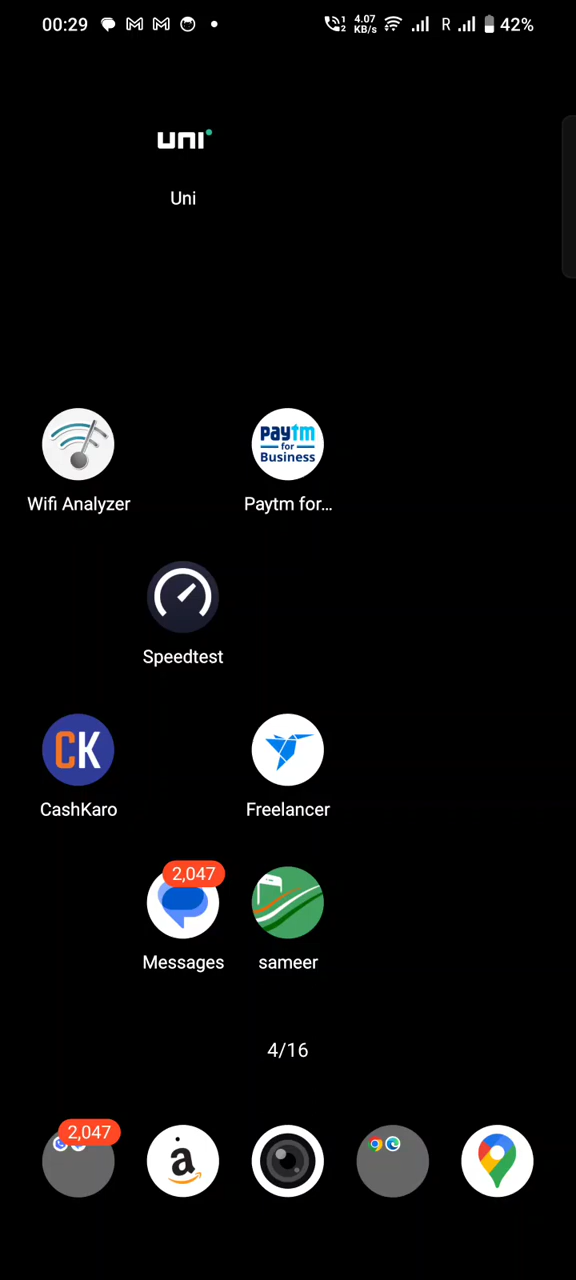 00:29
4.07
KB/s
R
42%
uni
Uni
paytm
for
Business
Wifi Analyzer
Paytm for...
Speedtest
CK
CashKaro
Freelancer
2,047
Messages
sameer
4/16
2,047
a